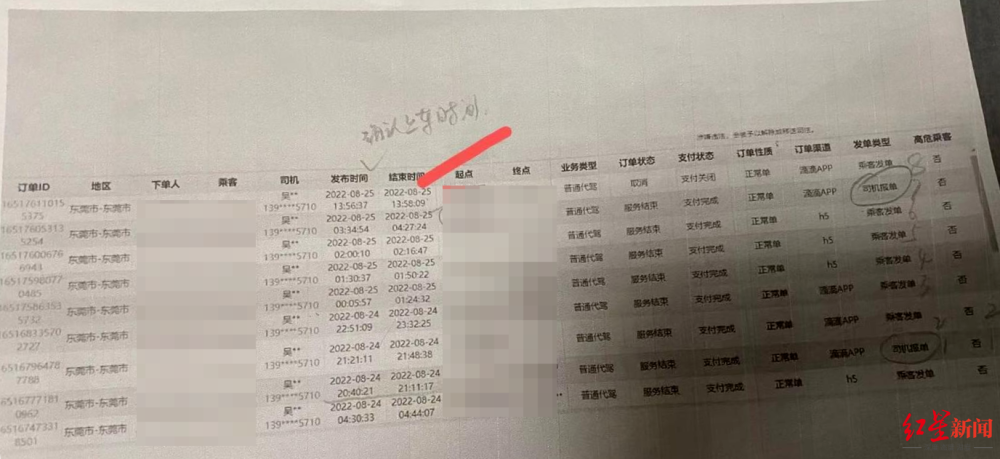 确认上车时间.
订单ID 地区 下单人 乘客 司机 发布时间 结束时间 起点 终点 业务类型 订单状态 支付状态 订单性质 订单渠道 发单类型 高危乘客
16517611015 东莞市-东莞市 吴** 2022-08-25 2022-08-25 普通代驾 取消 支付关闭 正常单 滴滴APP 乘客发单 8 否
5375 139****5710 13:56:37 13:58:09
16517605313 东莞市-东莞市 吴** 2022-08-25 2022-08-25 普通代驾 服务结束 支付完成 正常单 滴滴APP 司机报单 否
5254 139****5710 03:34:54 04:27:24
16517600676 东莞市-东莞市 吴** 2022-08-25 2022-08-25 普通代驾 服务结束 支付完成 正常单 h5 乘客发单 6 否
6943 139****5710 02:00:10 02:16:47
16517598077 东莞市-东莞市 吴** 2022-08-25 2022-08-25 普通代驾 服务结束 支付完成 正常单 h5 乘客发单 5 否
0485 139****5710 01:30:37 01:50:22
16517586353 东莞市-东莞市 吴** 2022-08-25 2022-08-25 普通代驾 服务结束 支付完成 正常单 滴滴APP 乘客发单 3 否
5732 139****5710 00:05:57 01:24:32
16516833570 东莞市-东莞市 吴** 2022-08-24 2022-08-24 普通代驾 服务结束 支付完成 正常单 滴滴APP 乘客发单 2 否
2727 139****5710 22:51:09 23:32:25
6516796478 东莞市-东莞市 吴** 2022-08-24 2022-08-24 普通代驾 服务结束 支付完成 正常单 滴滴APP 司机报单 1 否
7788 139****5710 21:21:11 21:48:38
6516777181 东莞市-东莞市 吴** 2022-08-24 2022-08-24 ** 普通代驾 服务结束 支付完成 正常单 h5 乘客发单 否
0962 139****5710 20:40:21 21:11:17
6516747331 东莞市-东莞市 吴** 2022-08-24 2022-08-24
8501 139****5710 04:30:33 04:44:07
红星新闻